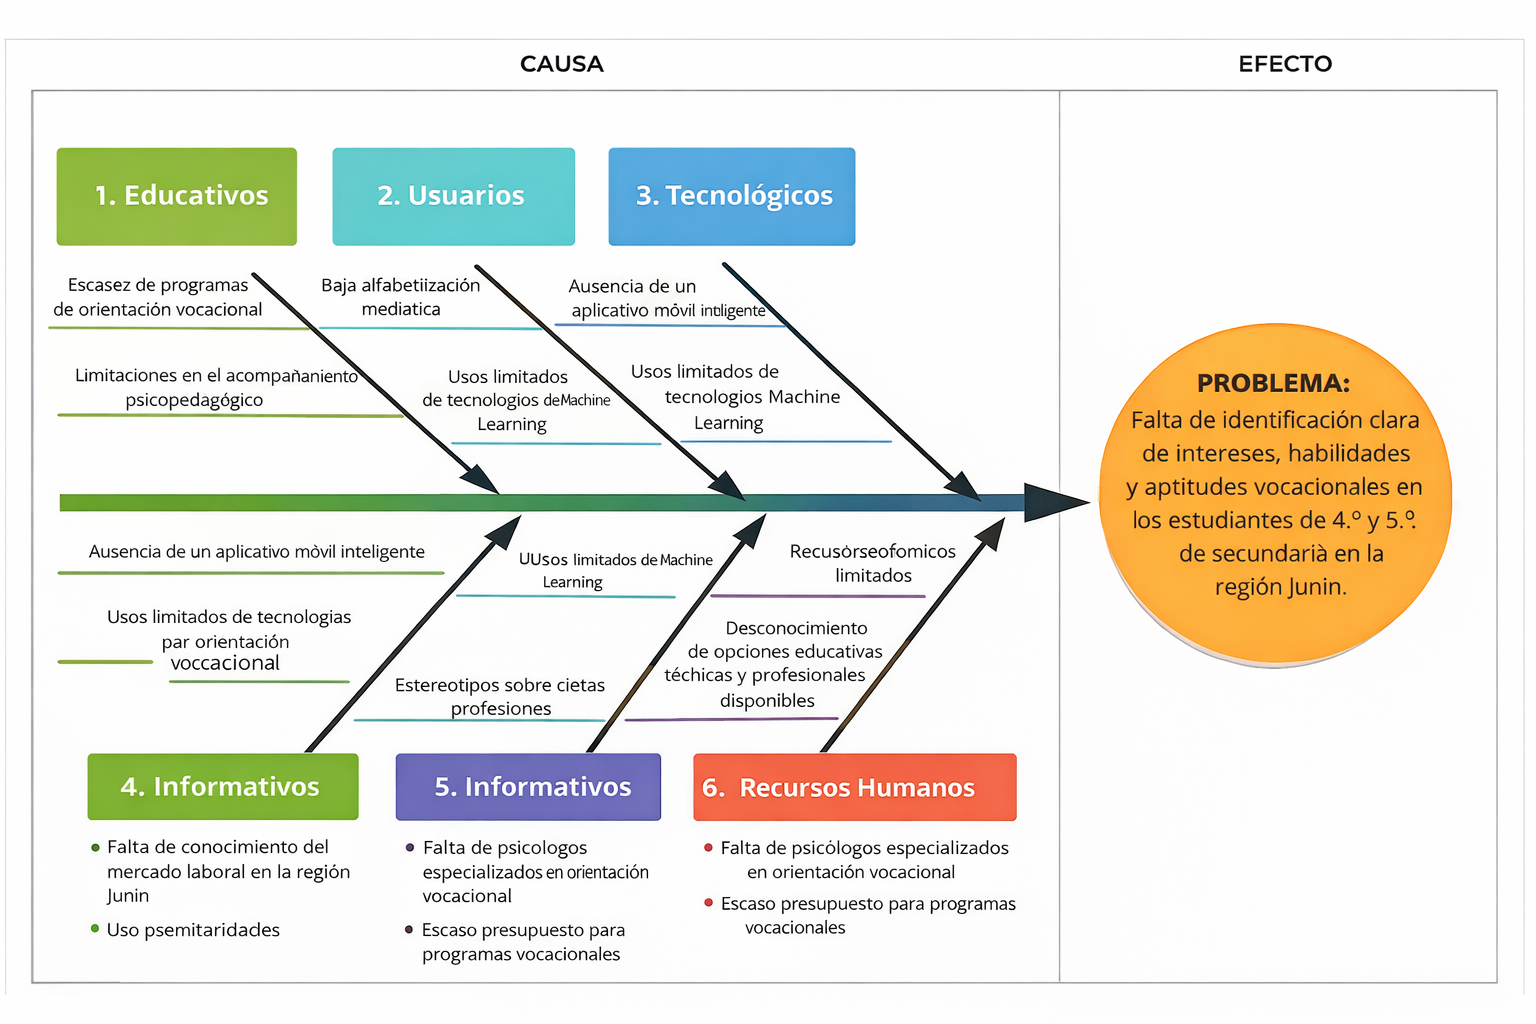 CAUSA
EFECTO
1. Educativos
2. Usuarios
3. Tecnológicos
Escasez de programas
de orientación vocacional
Baja alfabetiización
mediatica
Ausencia de un
aplicativo móvil intıligente
Limitaciones en el acompañaniento
psicopedagógico
Usos limitados
de tecnologios deMachine
Learning
Usos limitados de
tecnologios Machine
Learning
PROBLEMA:
Falta de identificación clara
de intereses, habilidades
y aptitudes vocacionales en
los estudiantes de 4.º y 5.º.
de secundarià en la
región Junin.
Ausencia de un aplicativo mòvil inteligente
Usos limitados de tecnologias
par orientación
voccacional
UUsos limitados de Machine
Learning
Estereotipos sobre cietas
profesiones
Recusórseofomicos
limitados
Desconocimiento
de opciones educativas
téchicas y profesionales
disponibles
4. Informativos
5. Informativos
6. Recursos Humanos
• Falta de conocimiento del
mercado laboral en la región
Junin
• Uso psemitaridades
• Falta de psicologos
especializados en orientación
vocacional
• Escaso presupuesto para
programas vocacionales
• Falta de psicólogos especializados
en orientación vocacional
• Escaso presupuesto para programas
vocacionales